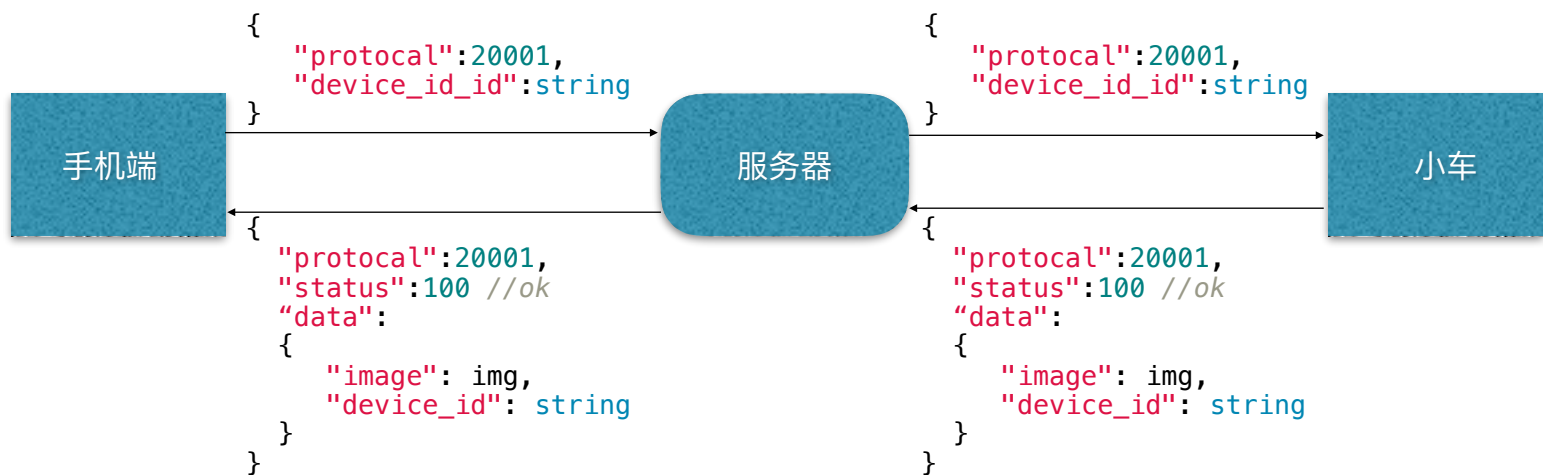 {
"protocal":20001,
"device_id_id":string
}
{
"protocal":20001,
"device_id_id":string
}
手机端
服务器
小车
{
"protocal":20001,
"status":100 //ok
“data":
{
"image": img,
"device_id": string
}
}
{
"protocal":20001,
"status":100 //ok
“data":
{
"image": img,
"device_id": string
}
}